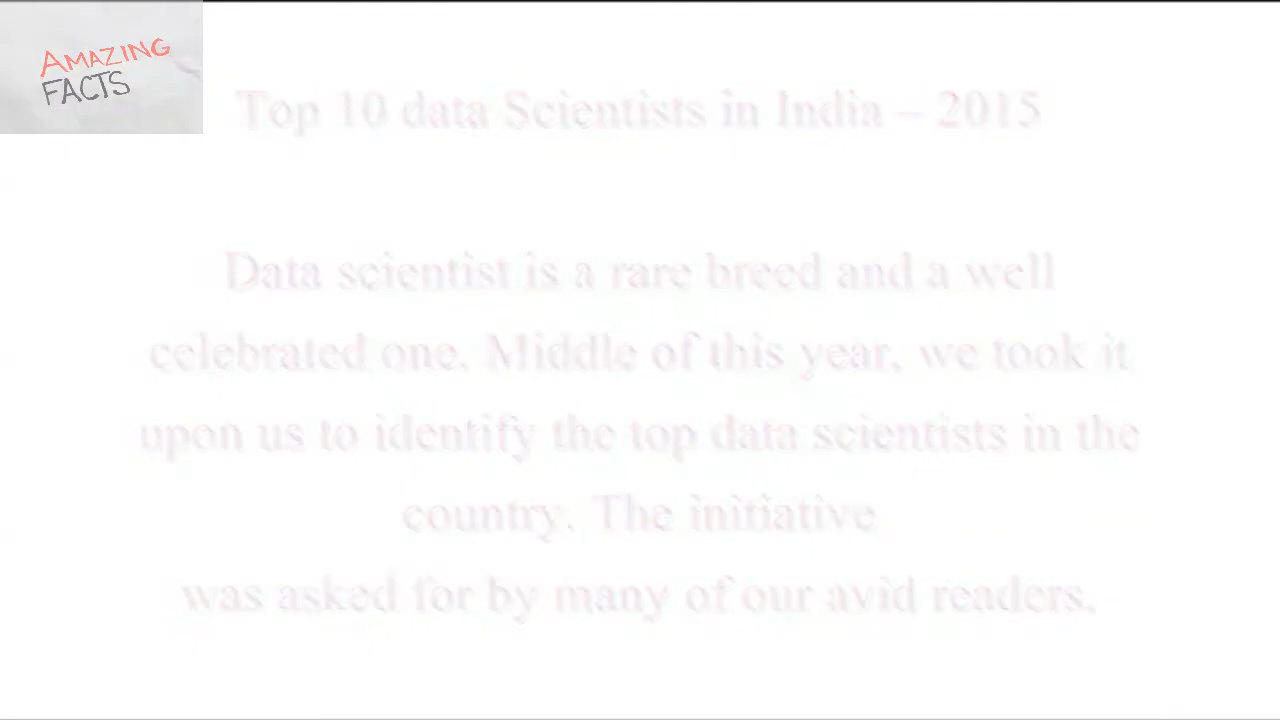 AMAZING
FACTS
Top 10 data Scientists in India – 2015
Data scientist is a rare breed and a well
celebrated one. Middle of this year, we took it
upon us to identify the top data scientists in the
country. The initiative
was asked for by many of our avid readers.